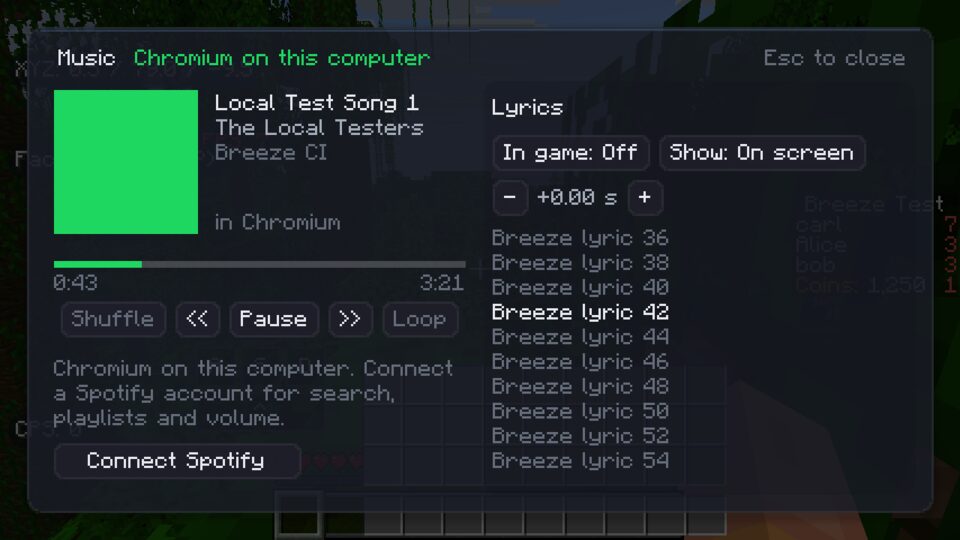 Music Chromium on this computer
Esc to close
Local Test Song 1
The Local Testers
Breeze CI
in Chromium
0:43
3:21
Shuffle
<<
Pause
>>
Loop
Chromium on this computer. Connect
a Spotify account for search,
playlists and volume.
Connect Spotify
Lyrics
In game: Off
Show: On screen
-
+0.00 s
+
Breeze lyric 36
Breeze lyric 38
Breeze lyric 40
Breeze lyric 42
Breeze lyric 44
Breeze lyric 46
Breeze lyric 48
Breeze lyric 50
Breeze lyric 52
Breeze lyric 54
Breeze Test
carl 7
Alice 3
bob 3
Coins: 1,250 1